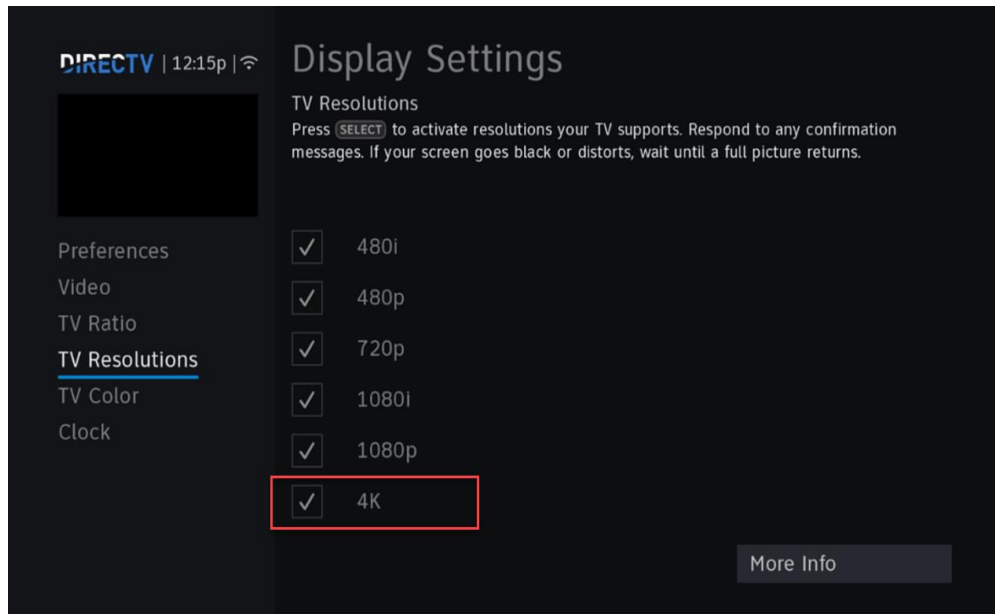 DIRECTV | 12:15p |
Display Settings
TV Resolutions
Press SELECT to activate resolutions your TV supports. Respond to any confirmation
messages. If your screen goes black or distorts, wait until a full picture returns.
Preferences
Video
TV Ratio
TV Resolutions
TV Color
Clock
480i
480p
720p
1080i
1080p
4K
More Info